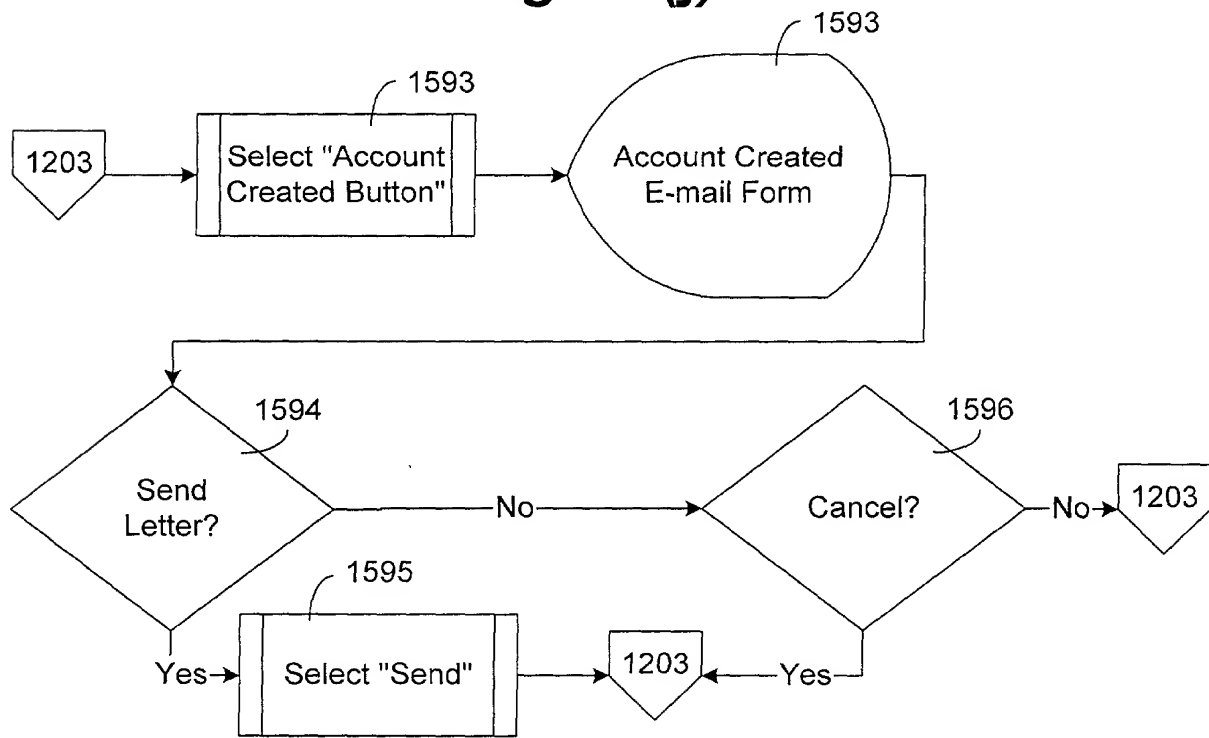 1593
1593
1203
Select "Account
Created Button"
Account Created
E-mail Form
1594
1596
Send
Letter?
No
Cancel?
No
1203
1595
Yes
Select "Send"
1203
Yes